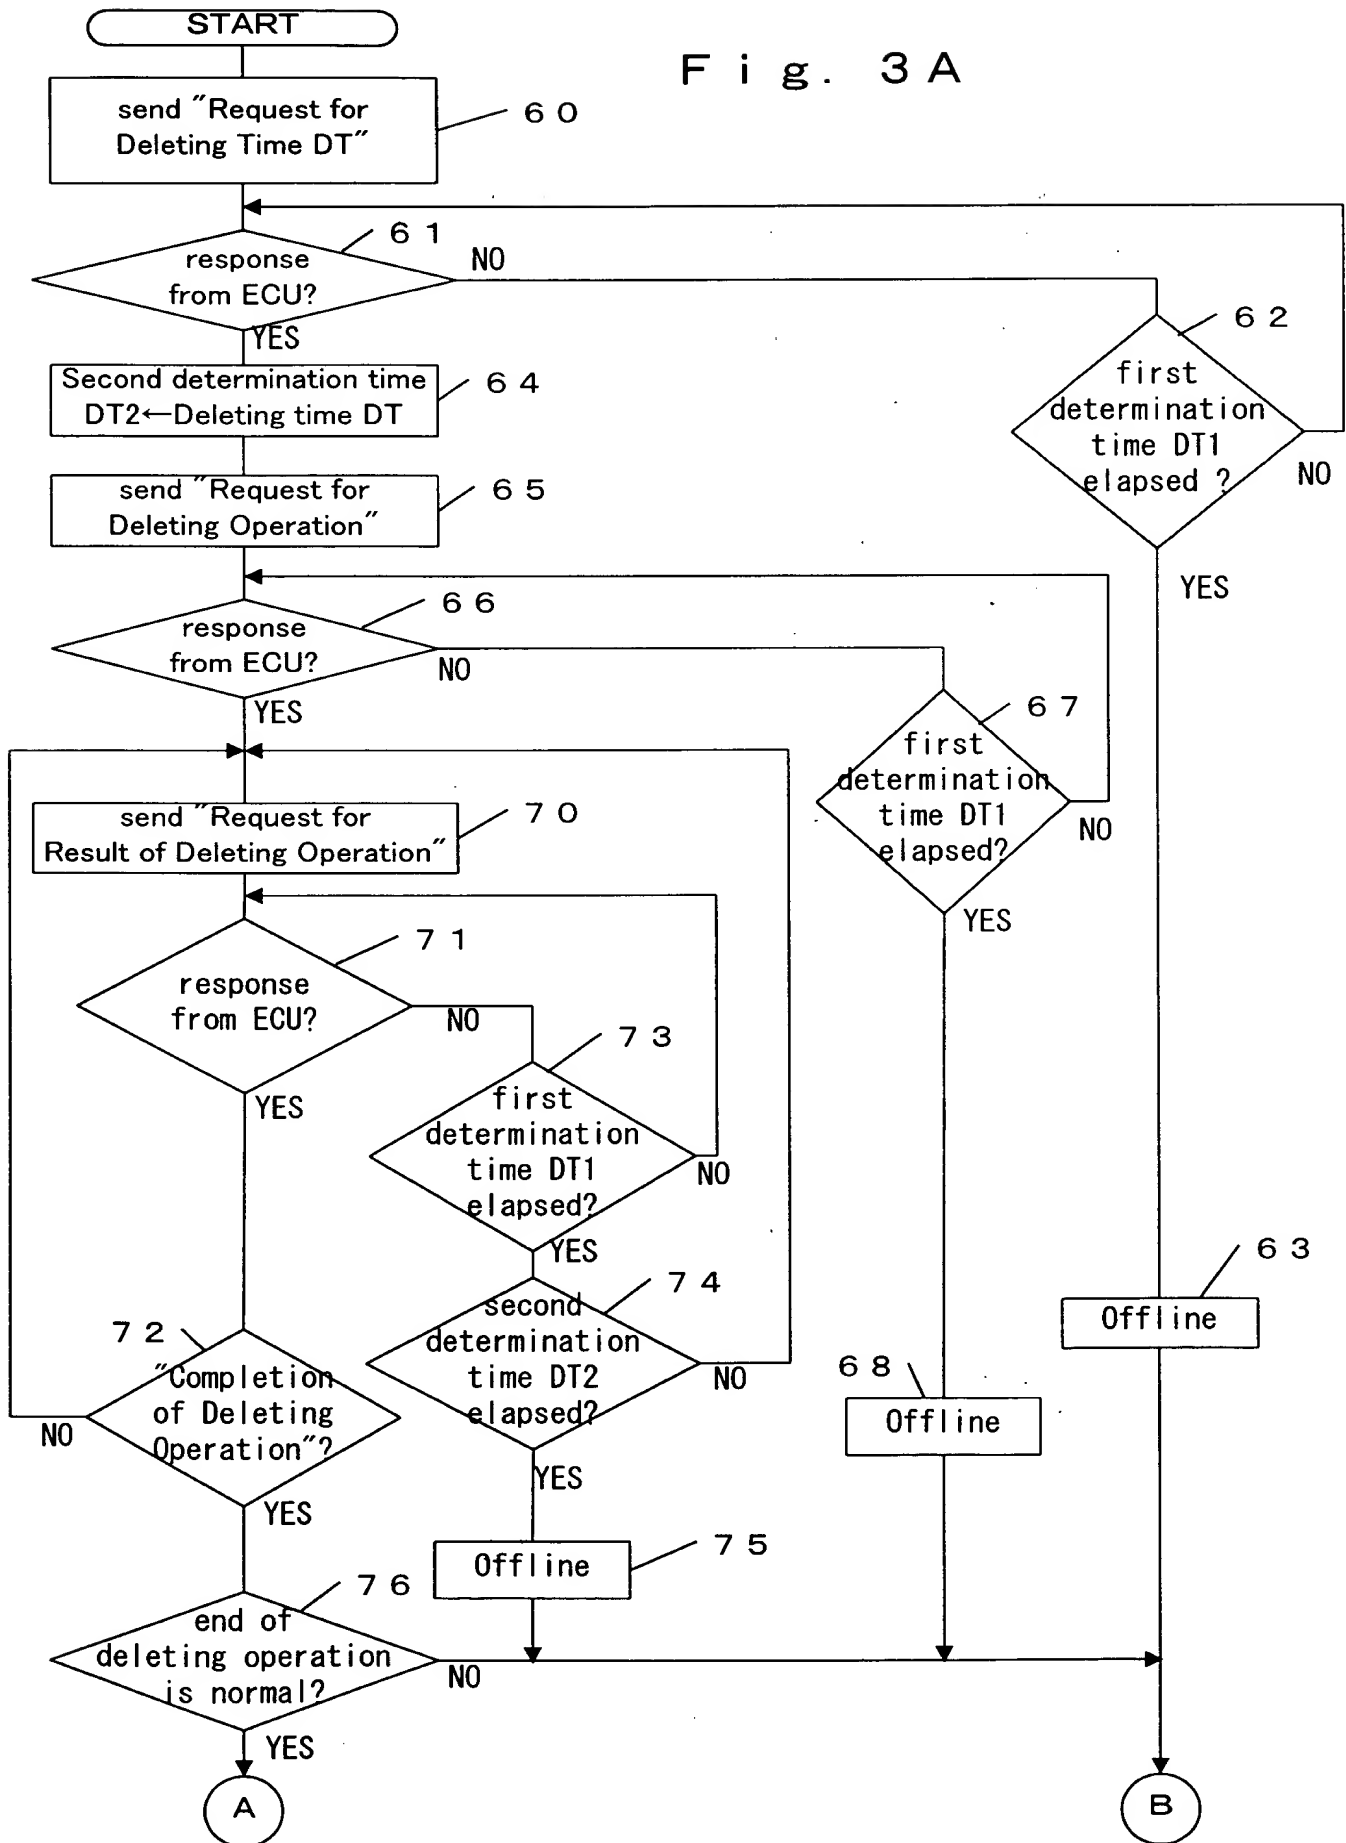 START
Fig. 3A
send "Request for
Deleting Time DT"
60
61
response
from ECU?
NO
YES
62
first
determination
time DT1
elapsed ?
NO
YES
Second determination time
DT2←Deleting time DT
64
send "Request for
Deleting Operation"
65
66
response
from ECU?
NO
YES
67
first
determination
time DT1
elapsed?
NO
YES
send "Request for
Result of Deleting Operation"
70
71
response
from ECU?
NO
YES
73
first
determination
time DT1
elapsed?
NO
YES
74
second
determination
time DT2
elapsed?
NO
YES
63
Offline
68
Offline
72
"Completion
of Deleting
Operation"?
NO
YES
75
Offline
76
end of
deleting operation
is normal?
NO
YES
A
B